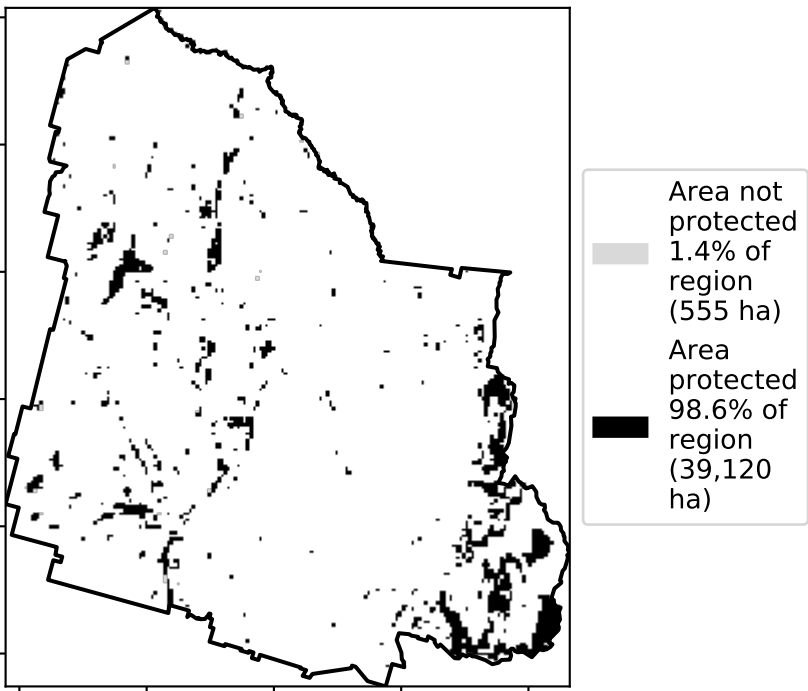 Area not
protected
1.4% of
region
(555 ha)
Area
protected
98.6% of
region
(39,120
ha)